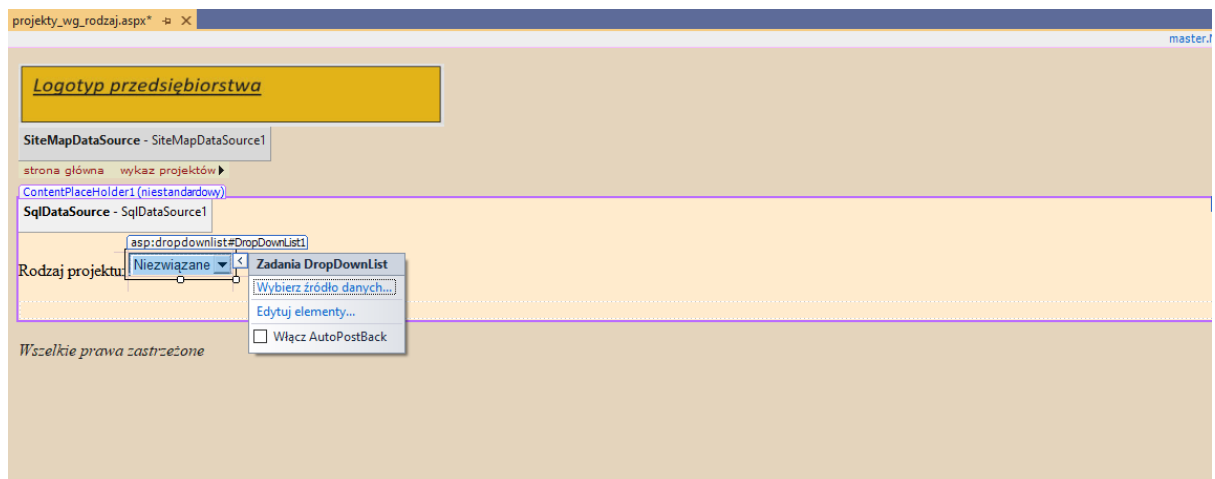 projekty_wg_rodzaj.aspx*
Logotyp przedsiębiorstwa
SiteMapDataSource - SiteMapDataSource1
strona główna wykaz projektów
ContentPlaceHolder1 (niestandardowy)
SqlDataSource - SqlDataSource1
asp:dropdownlist#DropDownList1
Rodzaj projektu: Niezwiązane
Zadania DropDownList
Wybierz źródło danych...
Edytuj elementy...
Włącz AutoPostBack
Wszelkie prawa zastrzeżone